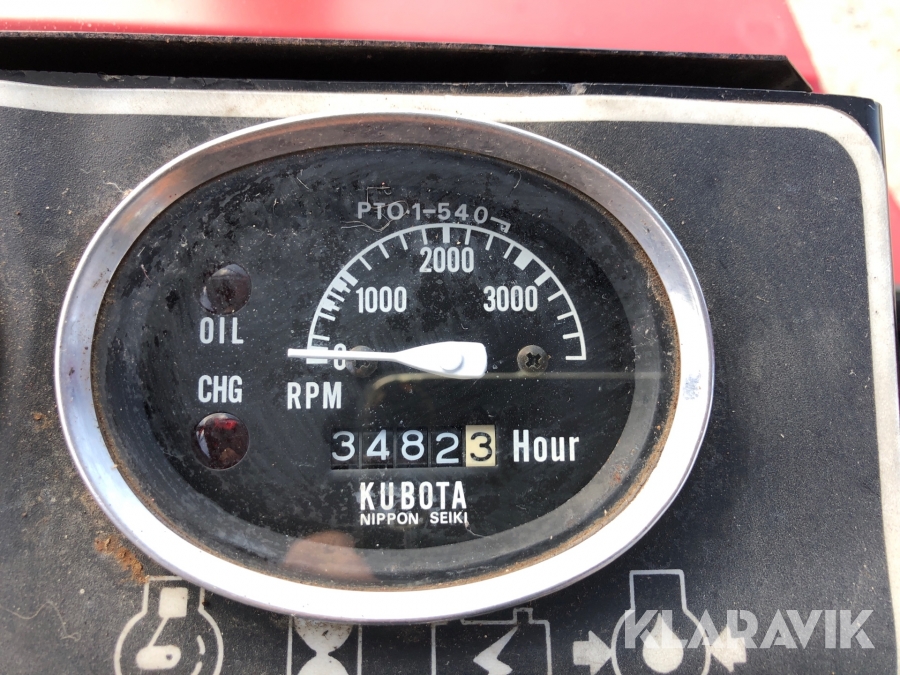 PTO 1-540
2000
1000
3000
OIL
0
CHG
RPM
34823 Hour
KUBOTA
NIPPON SEIKI
KLARAVIK